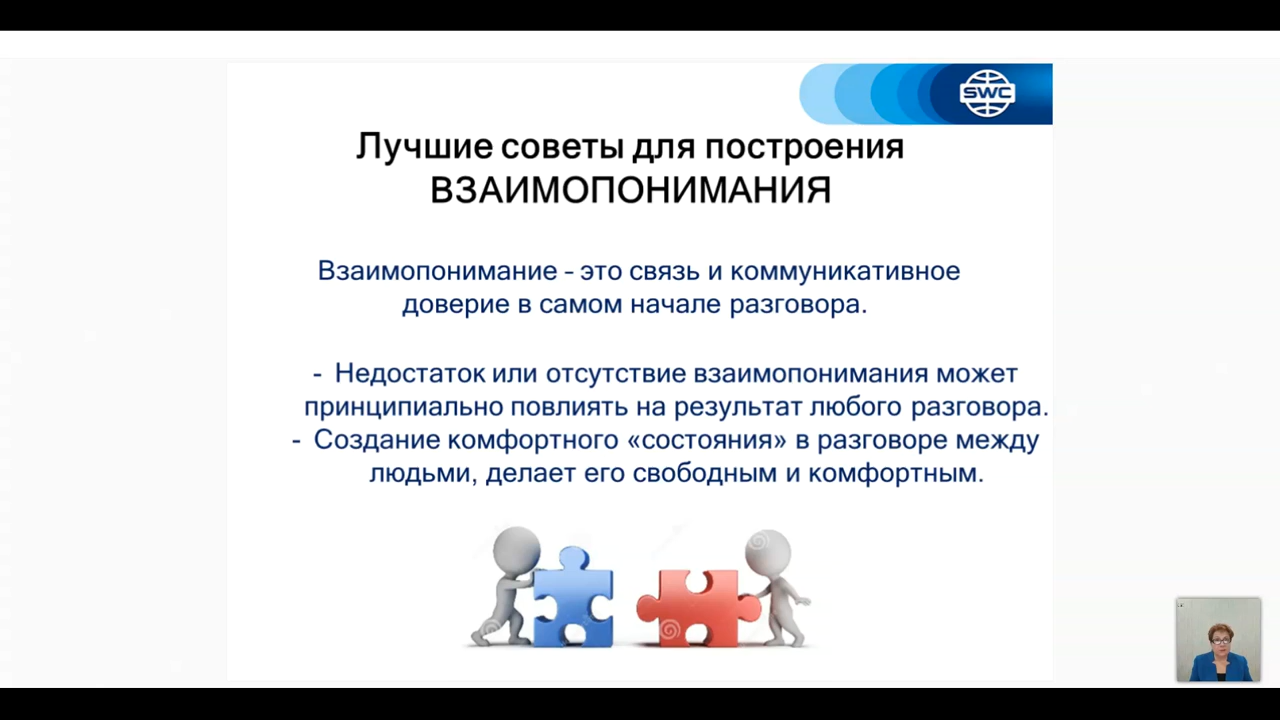 SWC
Лучшие советы для построения
ВЗАИМОПОНИМАНИЯ
Взаимопонимание – это связь и коммуникативное
доверие в самом начале разговора.
- Недостаток или отсутствие взаимопонимания может
принципиально повлиять на результат любого разговора.
- Создание комфортного «состояния» в разговоре между
людьми, делает его свободным и комфортным.